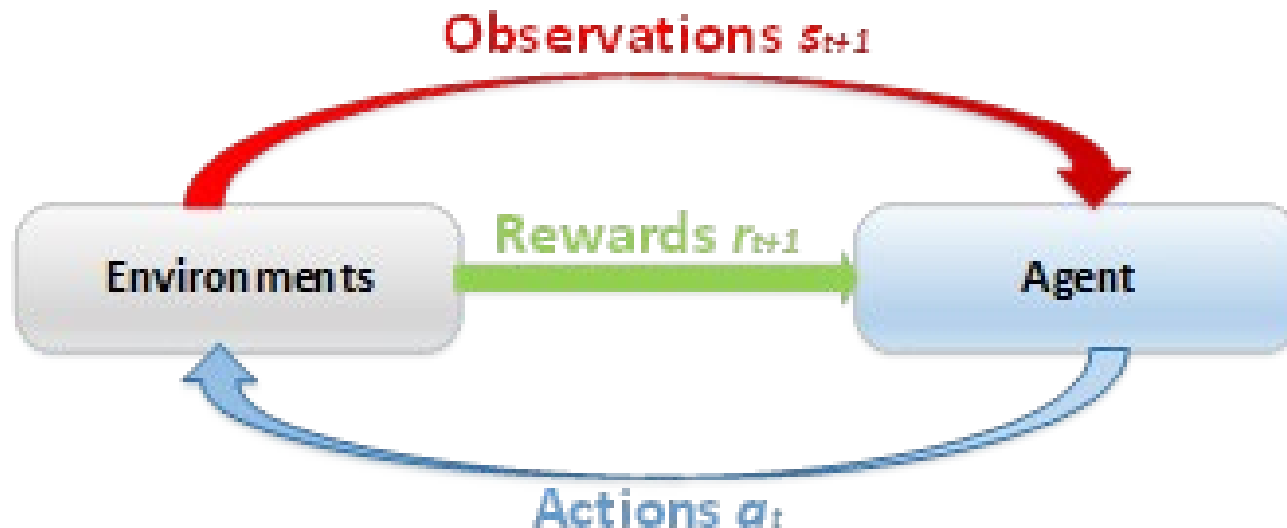 Observations st+1
Rewards rt+1
Environments
Agent
Actions at